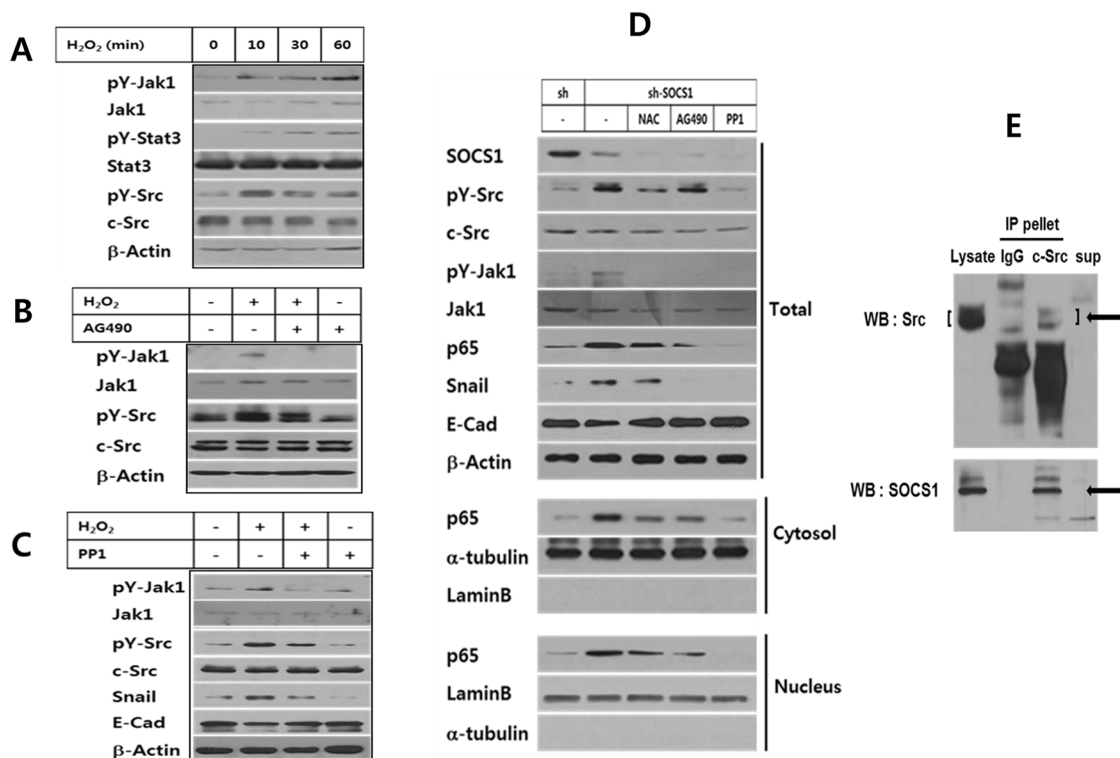 A
H₂O₂ (min) 0 10 30 60
pY-Jak1
Jak1
pY-Stat3
Stat3
pY-Src
c-Src
β-Actin
B
H₂O₂ - + + -
AG490 - - + +
pY-Jak1
Jak1
pY-Src
c-Src
β-Actin
C
H₂O₂ - + + -
PP1 - - + +
pY-Jak1
Jak1
pY-Src
c-Src
Snail
E-Cad
β-Actin
D
sh sh-SOCS1
- - NAC AG490 PP1
SOCS1
pY-Src
c-Src
pY-Jak1
Jak1
p65
Snail
E-Cad
β-Actin
Total
p65
α-tubulin
LaminB
Cytosol
p65
LaminB
α-tubulin
Nucleus
E
IP pellet
Lysate IgG c-Src sup
WB : Src [ ]
WB : SOCS1